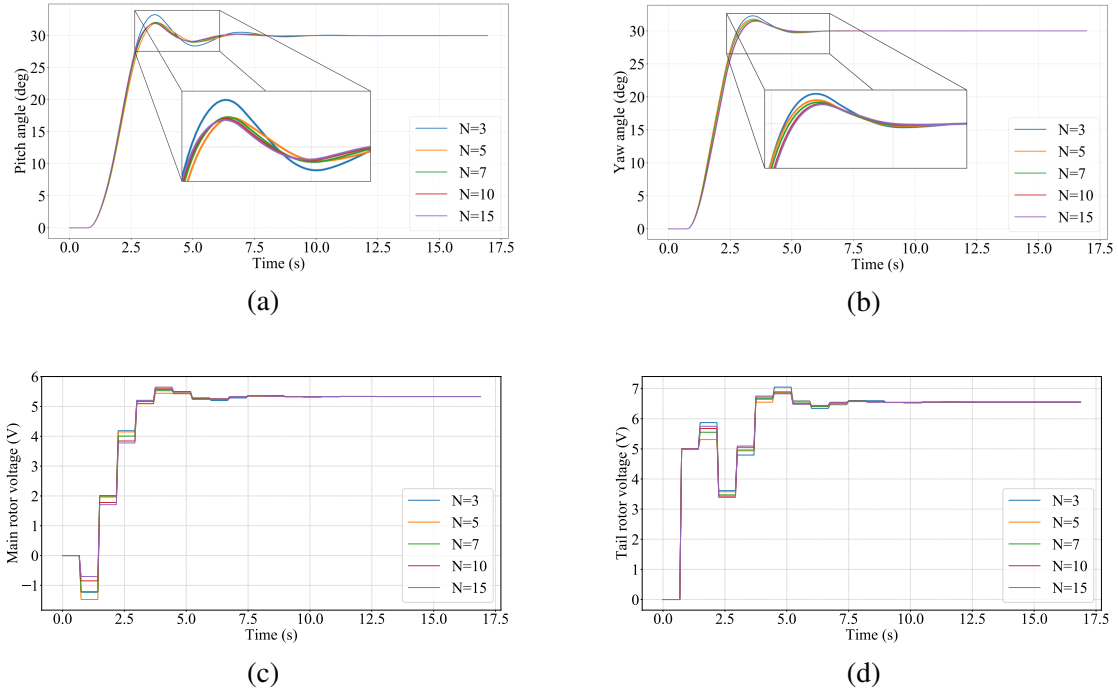 Pitch angle (deg)
35
30
25
20
15
10
5
0
0.0 2.5 5.0 7.5 10.0 12.5 15.0 17.5
Time (s)
N=3
N=5
N=7
N=10
N=15
(a)
Yaw angle (deg)
30
25
20
15
10
5
0
0.0 2.5 5.0 7.5 10.0 12.5 15.0 17.5
Time (s)
N=3
N=5
N=7
N=10
N=15
(b)
Main rotor voltage (V)
6
5
4
3
2
1
0
−1
0.0 2.5 5.0 7.5 10.0 12.5 15.0 17.5
Time (s)
N=3
N=5
N=7
N=10
N=15
(c)
Tail rotor voltage (V)
7
6
5
4
3
2
1
0
0.0 2.5 5.0 7.5 10.0 12.5 15.0 17.5
Time (s)
N=3
N=5
N=7
N=10
N=15
(d)